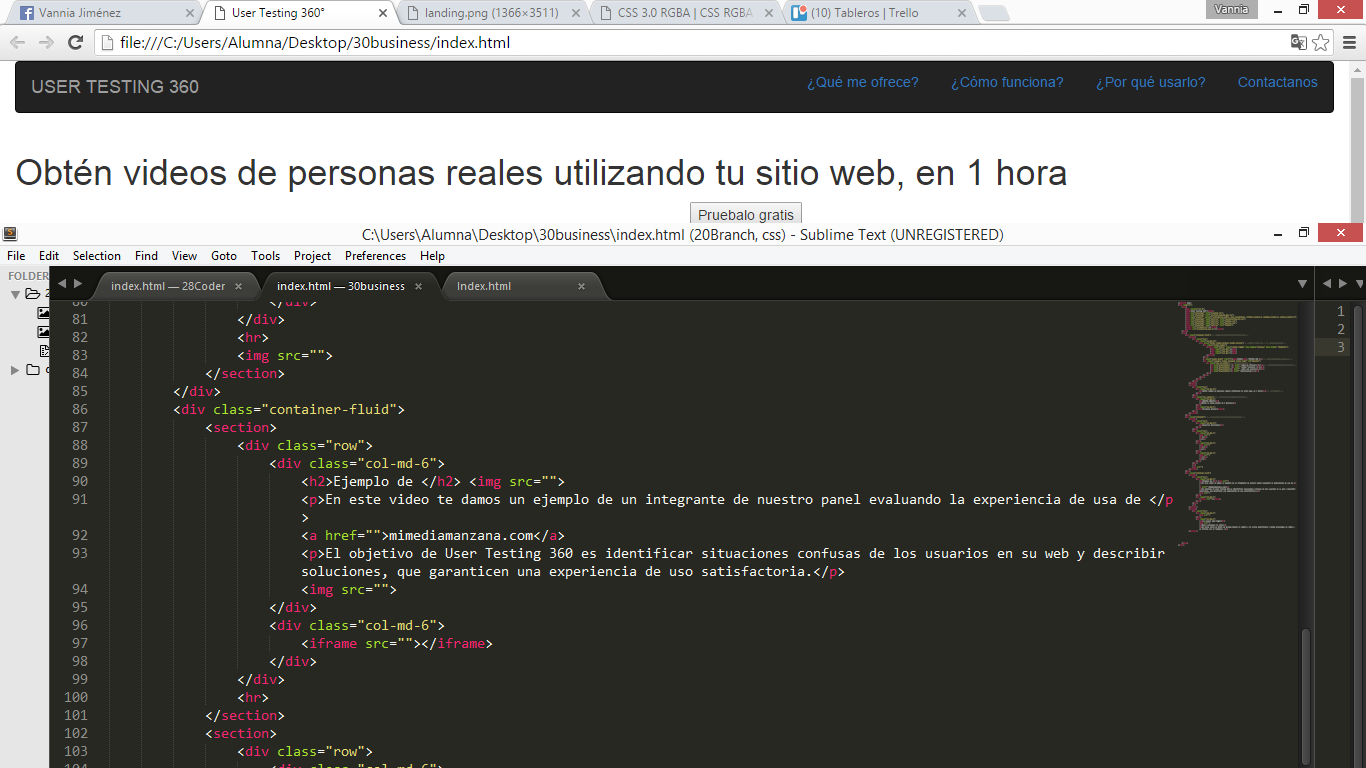 Vannia Jiménez
User Testing 360°
landing.png (1366×3511)
CSS 3.0 RGBA | CSS RGBA
(10) Tableros | Trello
Vannia
file:///C:/Users/Alumna/Desktop/30business/index.html
USER TESTING 360
¿Qué me ofrece?
¿Cómo funciona?
¿Por qué usarlo?
Contactanos
Obtén videos de personas reales utilizando tu sitio web, en 1 hora
Pruebalo gratis
C:\Users\Alumna\Desktop\30business\index.html (20Branch, css) - Sublime Text (UNREGISTERED)
File Edit Selection Find View Goto Tools Project Preferences Help
FOLDER
index.html — 28Coder
index.html — 30business
Index.html
80 </div>
81 </div>
82 <hr>
83 <img src="">
84 </section>
85 </div>
86 <div class="container-fluid">
87 <section>
88 <div class="row">
89 <div class="col-md-6">
90 <h2>Ejemplo de </h2> <img src="">
91 <p>En este video te damos un ejemplo de un integrante de nuestro panel evaluando la experiencia de usa de </p
>
92 <a href="">mimediamanzana.com</a>
93 <p>El objetivo de User Testing 360 es identificar situaciones confusas de los usuarios en su web y describir
soluciones, que garanticen una experiencia de uso satisfactoria.</p>
94 <img src="">
95 </div>
96 <div class="col-md-6">
97 <iframe src=""></iframe>
98 </div>
99 </div>
100 <hr>
101 </section>
102 <section>
103 <div class="row">
1
2
3